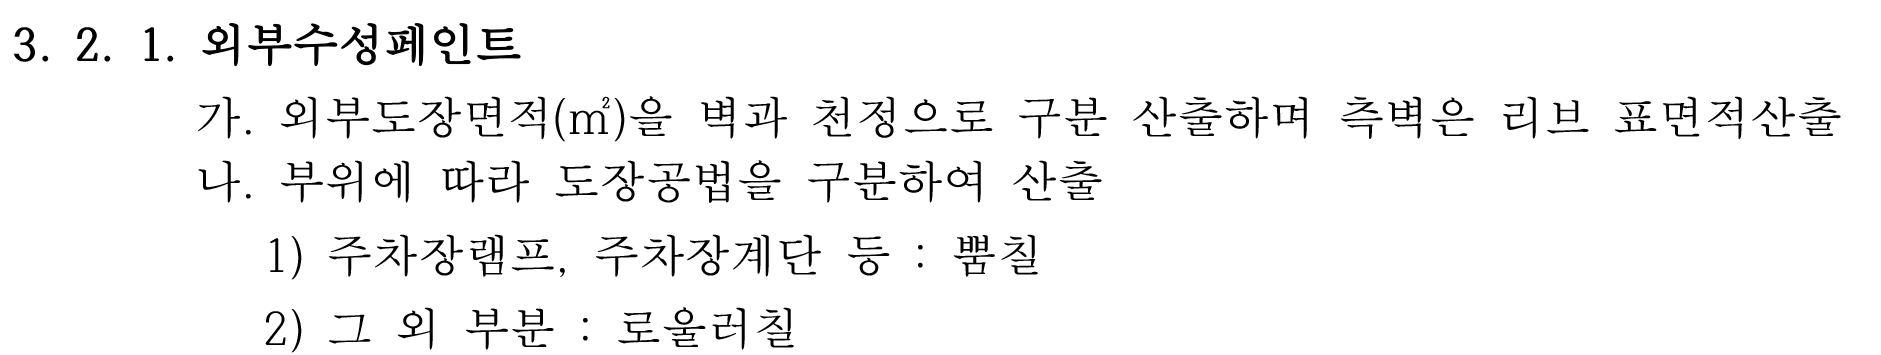 3. 2. 1. 외부수성페인트
가. 외부도장면적(㎡)을 벽과 천정으로 구분 산출하며 측벽은 리브 표면적산출
나. 부위에 따라 도장공법을 구분하여 산출
1) 주차장램프, 주차장계단 등 : 뿜칠
2) 그 외 부분 : 로울러칠